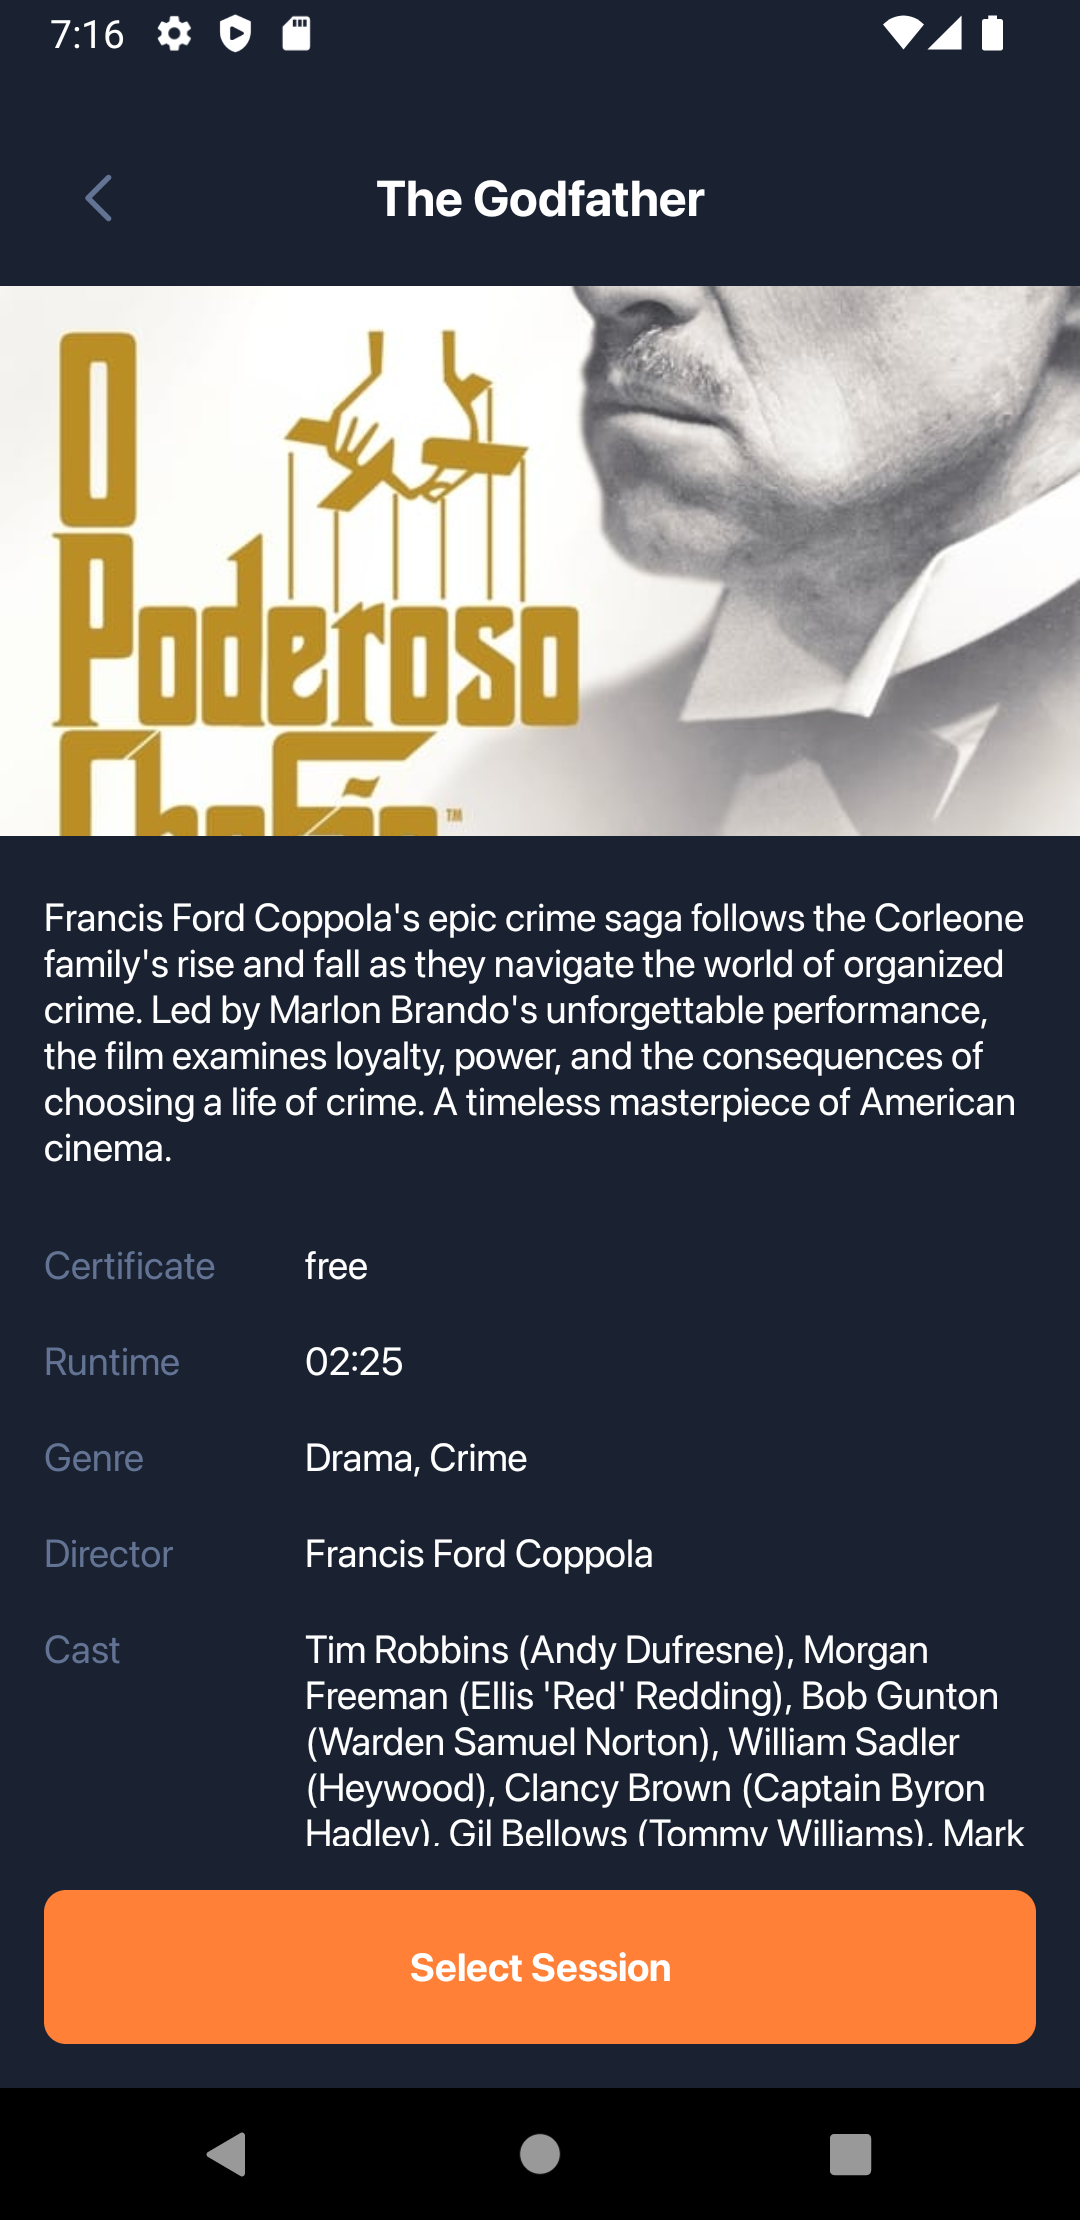 7:16
The Godfather
O
Poderoso
TM
Francis Ford Coppola's epic crime saga follows the Corleone
family's rise and fall as they navigate the world of organized
crime. Led by Marlon Brando's unforgettable performance,
the film examines loyalty, power, and the consequences of
choosing a life of crime. A timeless masterpiece of American
cinema.
Certificate free
Runtime 02:25
Genre Drama, Crime
Director Francis Ford Coppola
Cast Tim Robbins (Andy Dufresne), Morgan
Freeman (Ellis 'Red' Redding), Bob Gunton
(Warden Samuel Norton), William Sadler
(Heywood), Clancy Brown (Captain Byron
Hadley), Gil Bellows (Tommy Williams), Mark
Select Session